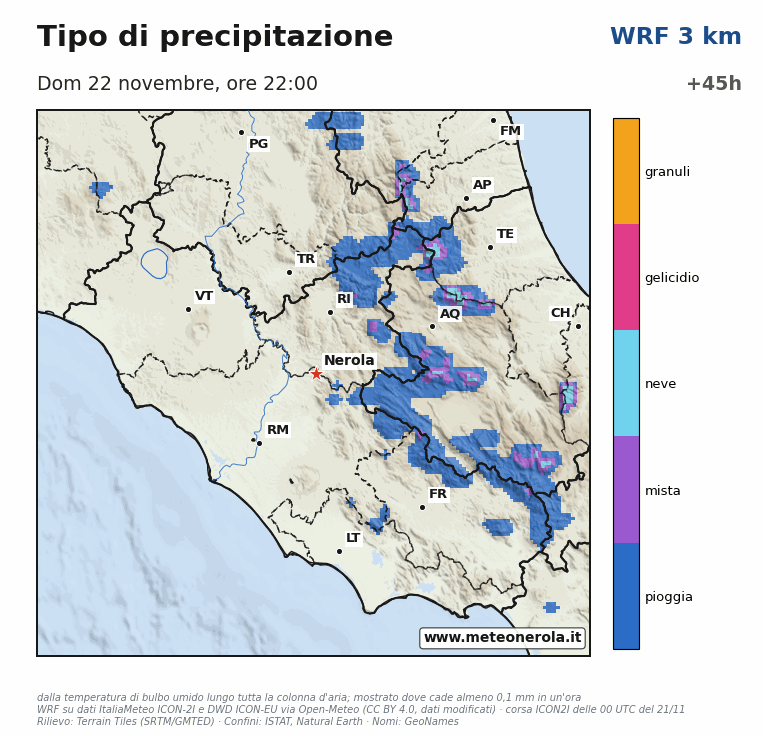 Tipo di precipitazione
WRF 3 km
Dom 22 novembre, ore 22:00
+45h
FM
PG
AP
TE
TR
RI
VT
AQ
CH
Nerola
RM
FR
LT
www.meteonerola.it
granuli
gelicidio
neve
mista
pioggia
dalla temperatura di bulbo umido lungo tutta la colonna d'aria; mostrato dove cade almeno 0,1 mm in un'ora
WRF su dati ItaliaMeteo ICON-2I e DWD ICON-EU via Open-Meteo (CC BY 4.0, dati modificati) · corsa ICON2I delle 00 UTC del 21/11
Rilievo: Terrain Tiles (SRTM/GMTED) · Confini: ISTAT, Natural Earth · Nomi: GeoNames